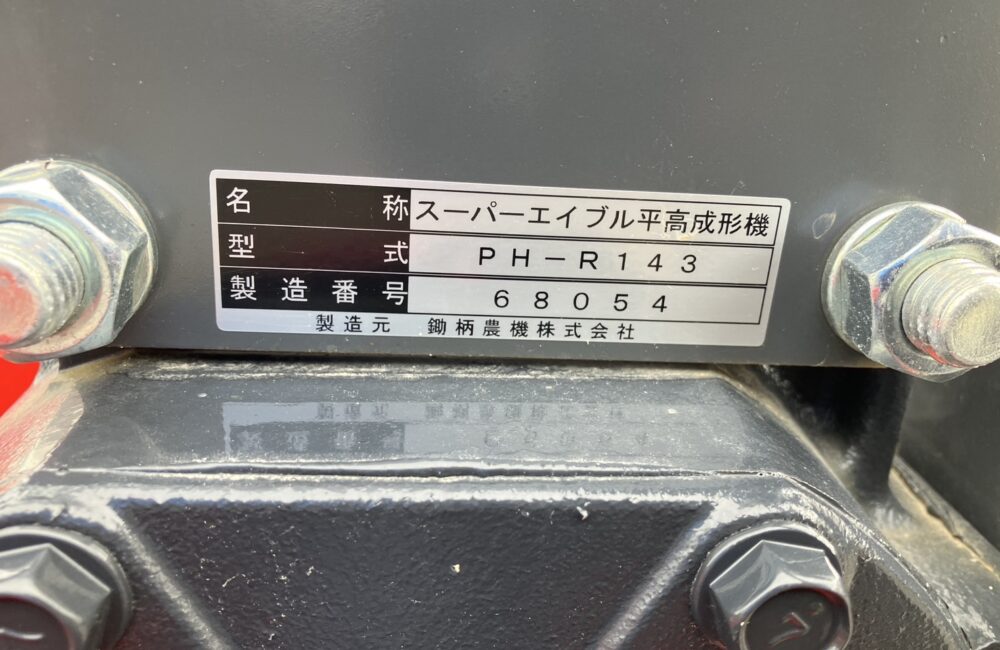 名称 スーパーエイブル平高成形機
型式 PH-R143
製造番号 68054
製造元 鋤柄農機株式会社
7